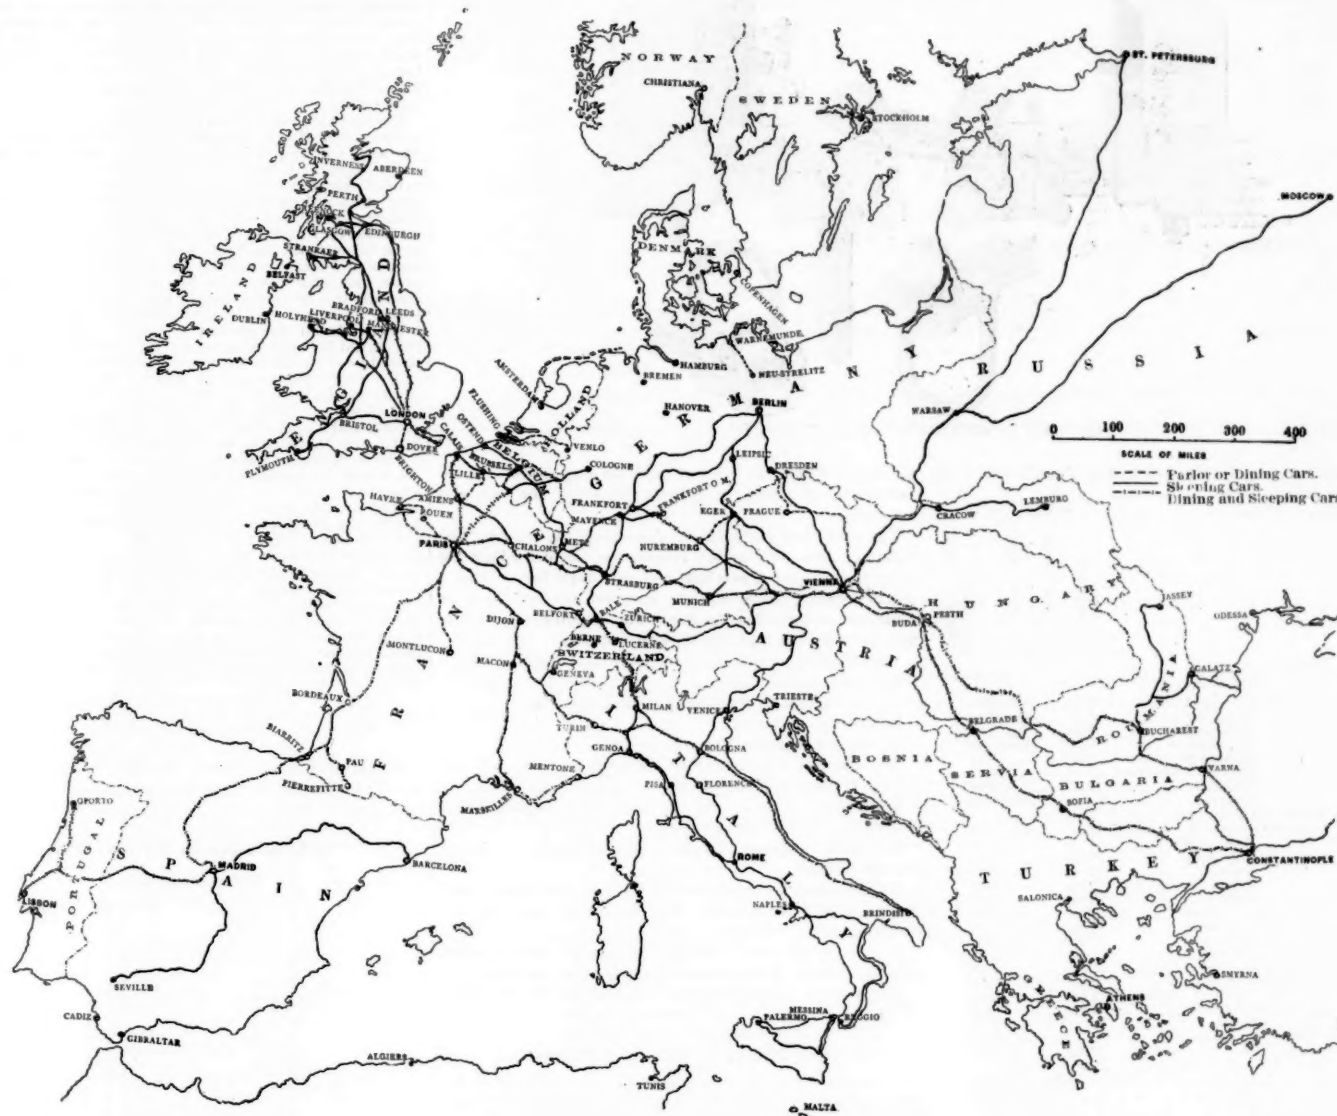 NORWAY
CHRISTIANA
SWEDEN
STOCKHOLM
ST. PETERSBURG
MOSCOW
INVERNESS
ABERDEEN
PERTH
GLASGOW
EDINBURGH
STRANRAER
BELFAST
IRELAND
DUBLIN
HOLYHEAD
BRADFORD
LEEDS
LIVERPOOL
MANCHESTER
ENGLAND
BRISTOL
LONDON
PLYMOUTH
DOVER
BRIGHTON
DENMARK
COPENHAGEN
WARNEMUNDE
NEU-STRELITZ
HAMBURG
BREMEN
HANOVER
BERLIN
GERMANY
RUSSIA
WARSAW
0 100 200 300 400
SCALE OF MILES
Parlor or Dining Cars.
Sleeping Cars.
Dining and Sleeping Cars
AMSTERDAM
FLUSHING
OSTEND
HOLLAND
VENLO
CALAIS
BELGIUM
BRUSSELS
LILLE
COLOGNE
LEIPSIC
DRESDEN
FRANKFORT
FRANKFORT O M.
MAYENCE
EGER
PRAGUE
CRACOW
LEMBURG
HAVRE
AMIENS
ROUEN
PARIS
CHALONS
METZ
NUREMBURG
STRASBURG
MUNICH
VIENNA
HUNGARY
PESTH
BUDA
JASSEY
ODESSA
FRANCE
BELFORT
BALE
ZURICH
DIJON
BERNE
LUCERNE
SWITZERLAND
AUSTRIA
MONTLUCON
MACON
GENEVA
ROUMANIA
GALATZ
BORDEAUX
MILAN
VENICE
TRIESTE
BELGRADE
BUCHAREST
BIARRITZ
TURIN
GENOA
BOLOGNA
BOSNIA
SERVIA
BULGARIA
VARNA
PAU
PIERREFITTE
MENTONE
MARSEILLES
PISA
FLORENCE
SOFIA
ITALY
OPORTO
PORTUGAL
SPAIN
MADRID
BARCELONA
ROME
TURKEY
CONSTANTINOPLE
LISBON
NAPLES
BRINDISI
SALONICA
SEVILLE
SMYRNA
GREECE
ATHENS
CADIZ
GIBRALTAR
MESSINA
PALERMO
REGGIO
ALGIERS
TUNIS
MALTA